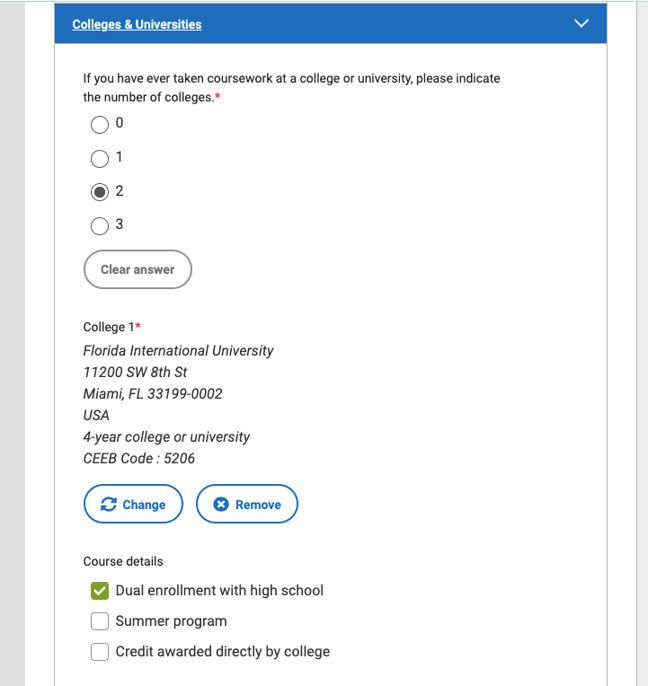 Colleges & Universities
If you have ever taken coursework at a college or university, please indicate
the number of colleges.*
0
1
2
3
Clear answer
College 1*
Florida International University
11200 SW 8th St
Miami, FL 33199-0002
USA
4-year college or university
CEEB Code : 5206
Change Remove
Course details
Dual enrollment with high school
Summer program
Credit awarded directly by college